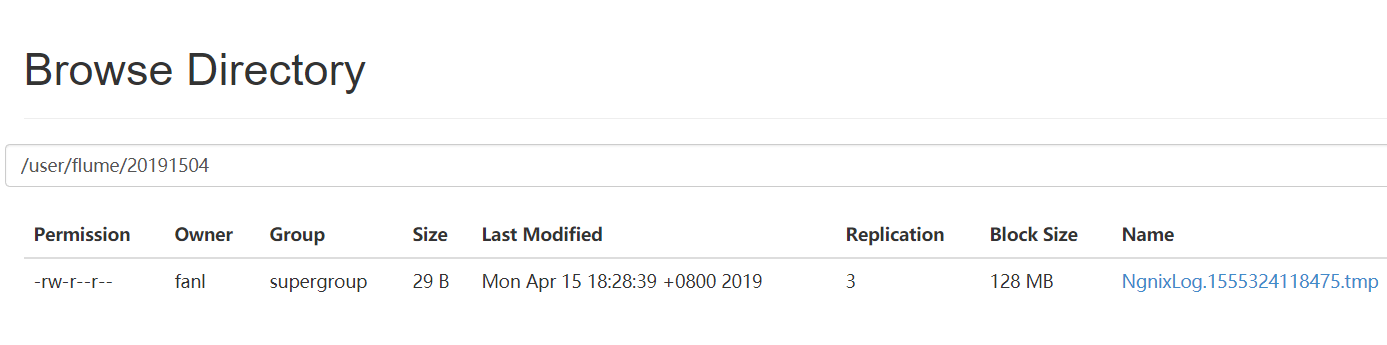 Browse Directory
/user/flume/20191504
Permission Owner Group Size Last Modified Replication Block Size Name
-rw-r--r-- fanl supergroup 29 B Mon Apr 15 18:28:39 +0800 2019 3 128 MB NgnixLog.1555324118475.tmp